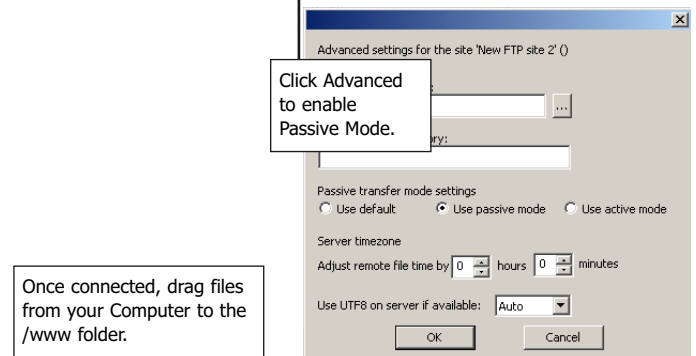 Advanced settings for the site 'New FTP site 2' ()
Click Advanced
to enable
Passive Mode.
...
Passive transfer mode settings
Use default Use passive mode Use active mode
Server timezone
Adjust remote file time by 0 hours 0 minutes
Use UTF8 on server if available: Auto
OK Cancel
Once connected, drag files
from your Computer to the
/www folder.